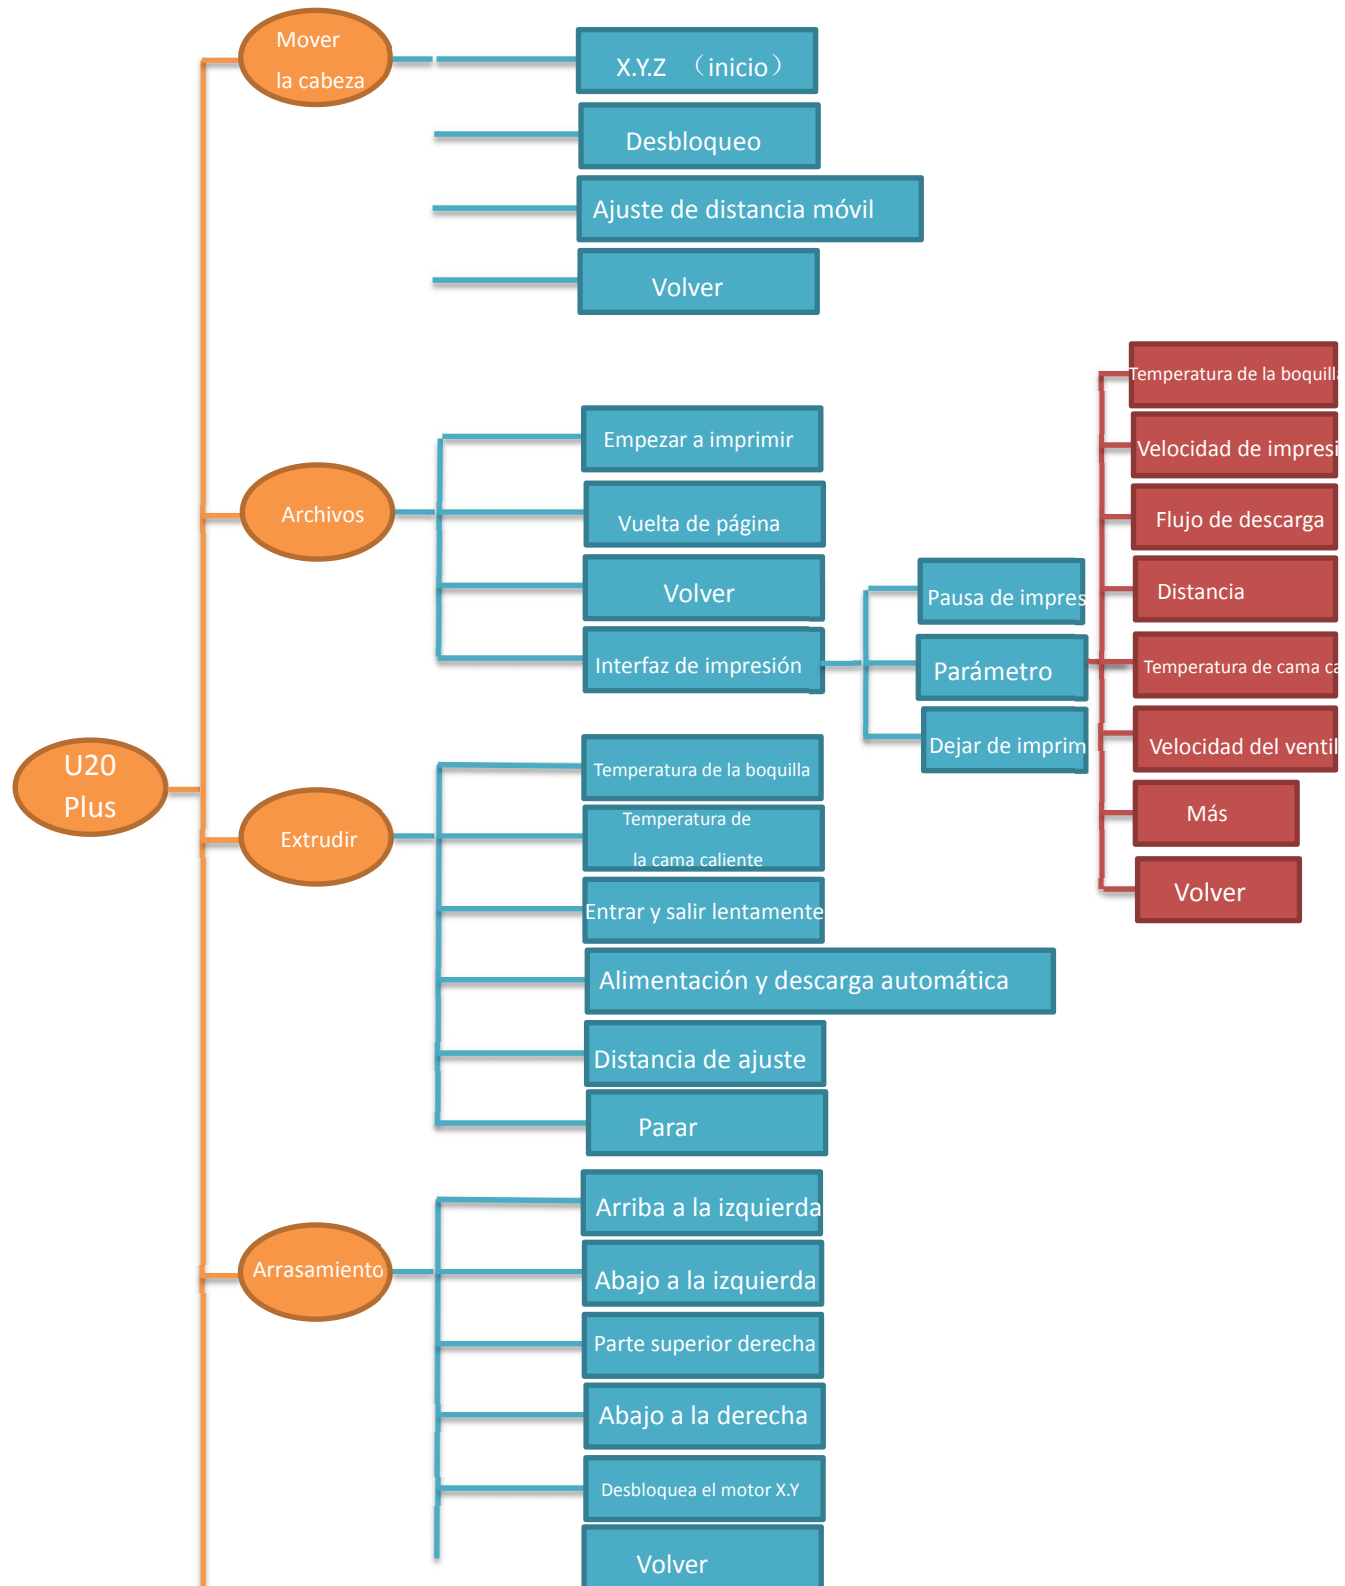 Mover
la cabeza
X.Y.Z （inicio）
Desbloqueo
Ajuste de distancia móvil
Volver
Archivos
Empezar a imprimir
Vuelta de página
Volver
Interfaz de impresión
Pausa de impres
Parámetro
Dejar de imprim
Temperatura de la boquilla
Velocidad de impresi
Flujo de descarga
Distancia
Temperatura de cama ca
Velocidad del ventil
Más
Volver
U20
Plus
Extrudir
Temperatura de la boquilla
Temperatura de
la cama caliente
Entrar y salir lentamente
Alimentación y descarga automática
Distancia de ajuste
Parar
Arrasamiento
Arriba a la izquierda
Abajo a la izquierda
Parte superior derecha
Abajo a la derecha
Desbloquea el motor X.Y
Volver